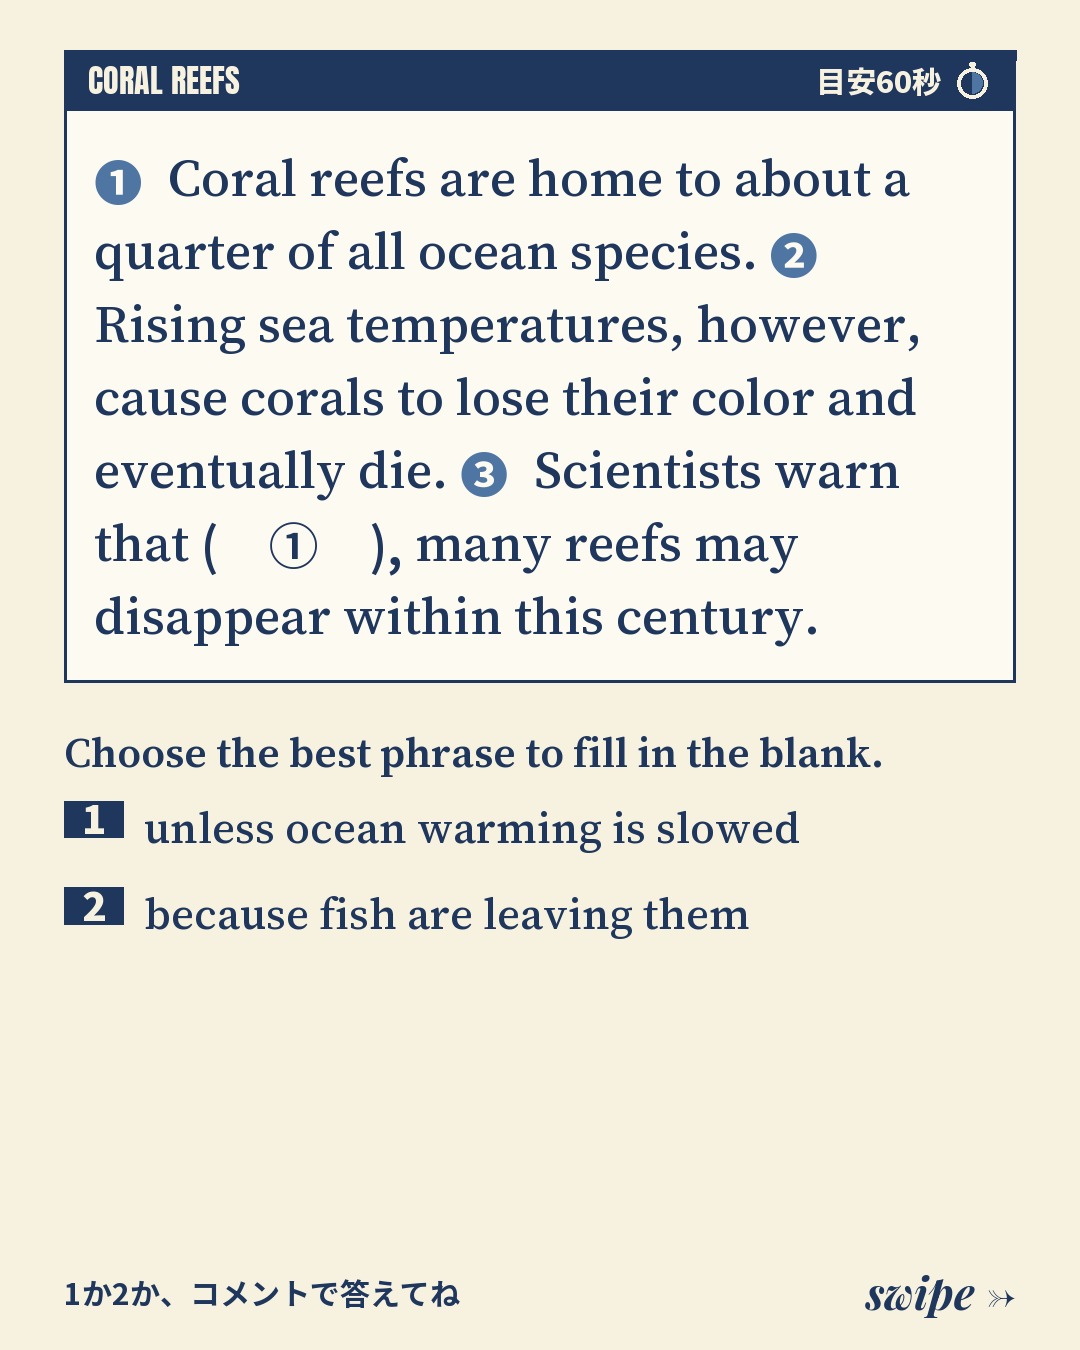 CORAL REEFS 目安60秒
❶ Coral reefs are home to about a
quarter of all ocean species. ❷
Rising sea temperatures, however,
cause corals to lose their color and
eventually die. ❸ Scientists warn
that ( ① ), many reefs may
disappear within this century.
Choose the best phrase to fill in the blank.
1 unless ocean warming is slowed
2 because fish are leaving them
1か2か、コメントで答えてね swipe